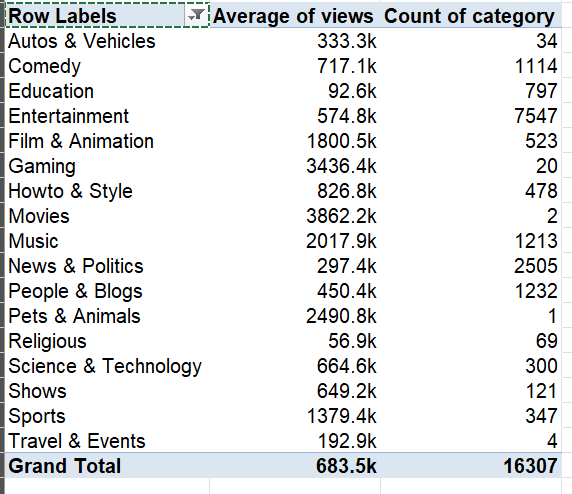 Row Labels Average of views Count of category
Autos & Vehicles 333.3k 34
Comedy 717.1k 1114
Education 92.6k 797
Entertainment 574.8k 7547
Film & Animation 1800.5k 523
Gaming 3436.4k 20
Howto & Style 826.8k 478
Movies 3862.2k 2
Music 2017.9k 1213
News & Politics 297.4k 2505
People & Blogs 450.4k 1232
Pets & Animals 2490.8k 1
Religious 56.9k 69
Science & Technology 664.6k 300
Shows 649.2k 121
Sports 1379.4k 347
Travel & Events 192.9k 4
Grand Total 683.5k 16307